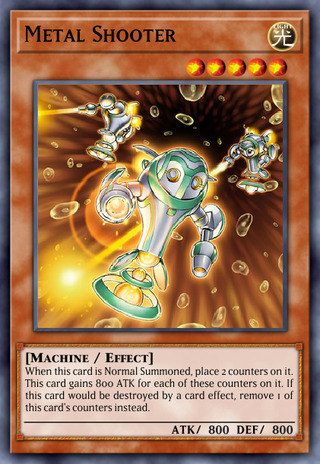 METAL SHOOTER
LIGHT
光
[MACHINE / EFFECT]
When this card is Normal Summoned, place 2 counters on it.
This card gains 800 ATK for each of these counters on it. If
this card would be destroyed by a card effect, remove 1 of
this card's counters instead.
ATK/ 800 DEF/ 800